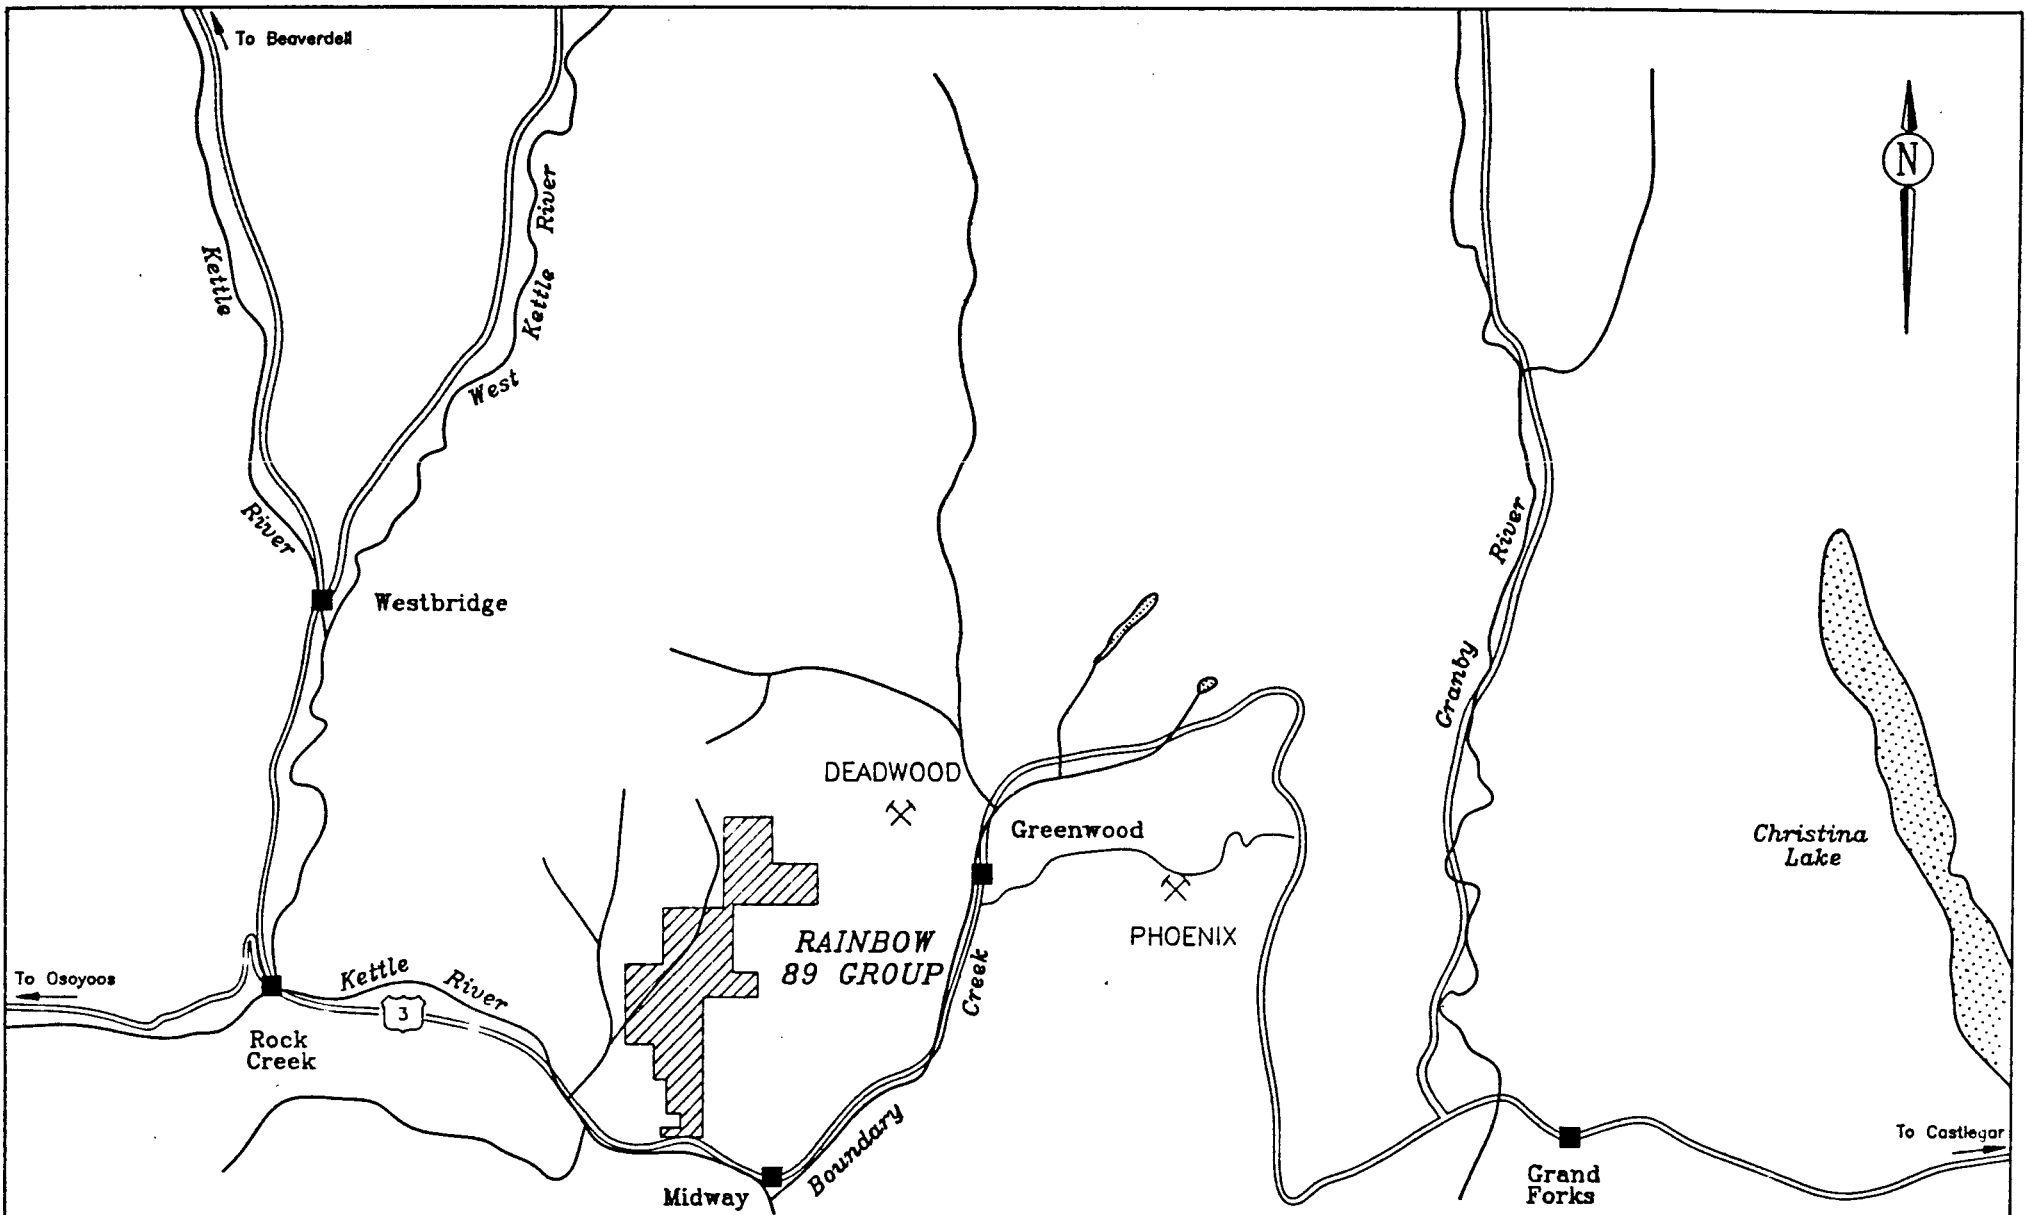 To Beaverdell
N
Kettle
River
West
Kettle
River
Westbridge
Granby
River
DEADWOOD
Greenwood
Christina
Lake
PHOENIX
RAINBOW
89 GROUP
Creek
To Osoyoos
Kettle
River
3
Rock
Creek
Boundary
Midway
To Castlegar
Grand
Forks